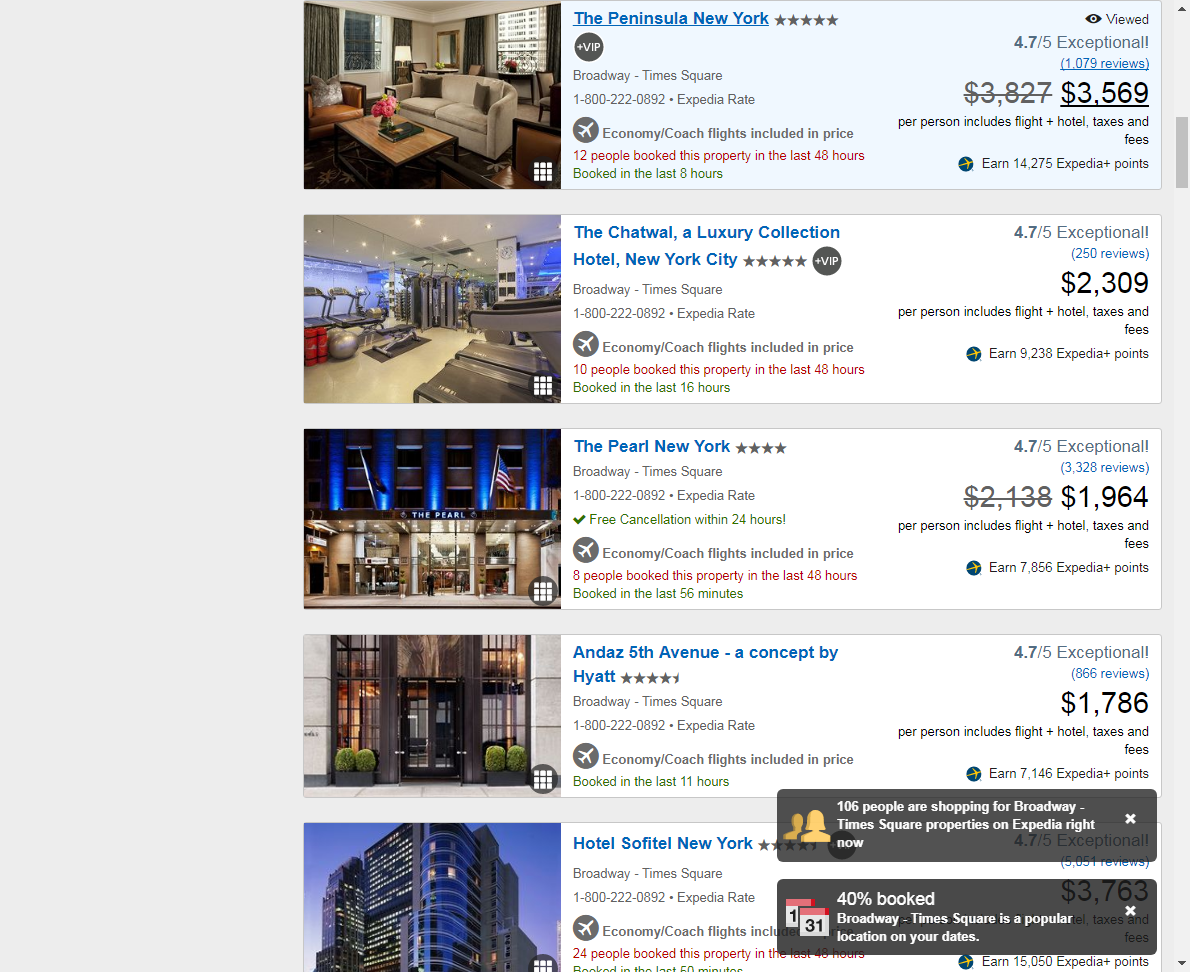 The Peninsula New York
Viewed
+VIP
4.7/5 Exceptional!
(1,079 reviews)
Broadway - Times Square
$3,827 $3,569
1-800-222-0892 • Expedia Rate
per person includes flight + hotel, taxes and
fees
Economy/Coach flights included in price
12 people booked this property in the last 48 hours
Earn 14,275 Expedia+ points
Booked in the last 8 hours
The Chatwal, a Luxury Collection
Hotel, New York City
+VIP
4.7/5 Exceptional!
(250 reviews)
Broadway - Times Square
$2,309
1-800-222-0892 • Expedia Rate
per person includes flight + hotel, taxes and
fees
Economy/Coach flights included in price
Earn 9,238 Expedia+ points
10 people booked this property in the last 48 hours
Booked in the last 16 hours
THE PEARL
The Pearl New York
4.7/5 Exceptional!
(3,328 reviews)
Broadway - Times Square
$2,138 $1,964
1-800-222-0892 • Expedia Rate
Free Cancellation within 24 hours!
per person includes flight + hotel, taxes and
fees
Economy/Coach flights included in price
Earn 7,856 Expedia+ points
8 people booked this property in the last 48 hours
Booked in the last 56 minutes
Andaz 5th Avenue - a concept by
Hyatt
4.7/5 Exceptional!
(866 reviews)
Broadway - Times Square
$1,786
1-800-222-0892 • Expedia Rate
per person includes flight + hotel, taxes and
fees
Economy/Coach flights included in price
Earn 7,146 Expedia+ points
Booked in the last 11 hours
106 people are shopping for Broadway -
Times Square properties on Expedia right
now
Hotel Sofitel New York
4.7/5 Exceptional!
(5,051 reviews)
Broadway - Times Square
$3,763
1-800-222-0892 • Expedia Rate
40% booked
Broadway - Times Square is a popular
location on your dates.
1
31
taxes and
fees
Economy/Coach flights included in price
24 people booked this property in the last 48 hours
Earn 15,050 Expedia+ points
Booked in the last 50 minutes